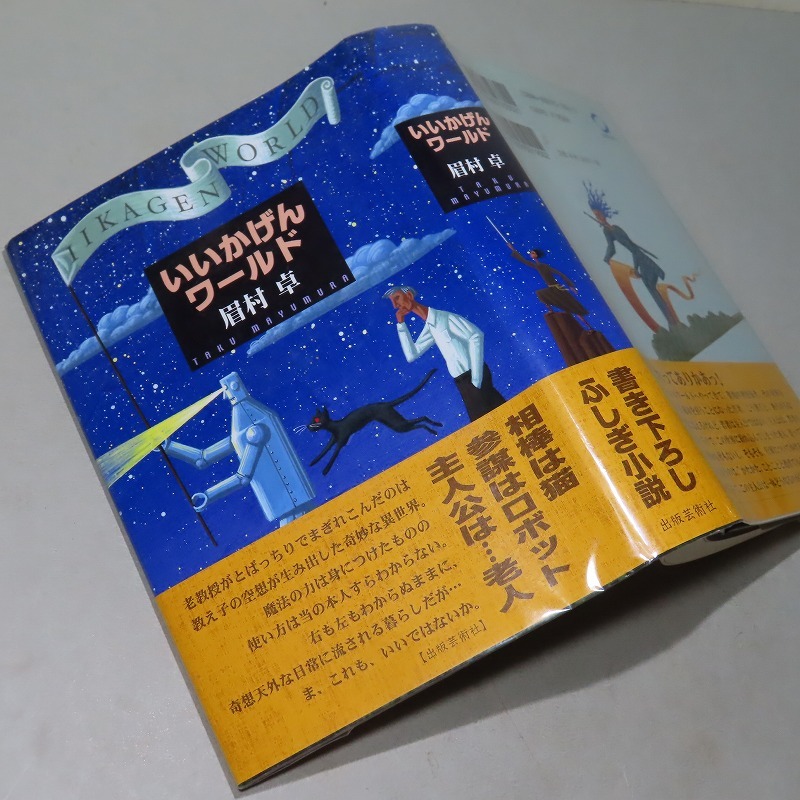 IIKAGEN WORLD
いいかげん
ワールド
眉村 卓
TAKU MAYUMURA
相棒は猫
参謀はロボット
主人公は…老人
老教授がとばっちりでまぎれこんだのは
教え子の空想が生み出した奇妙な異世界。
魔法の力は身につけたものの
使い方は当の本人すらわからない。
右も左もわからぬままに、
奇想天外な日常に流される暮らしだが…
ま、これも、いいではないか。
【出版芸術社】
いいかげん
ワールド
眉村 卓
TAKU
MAYUMURA
書き下ろし
ふしぎ小説
出版芸術社